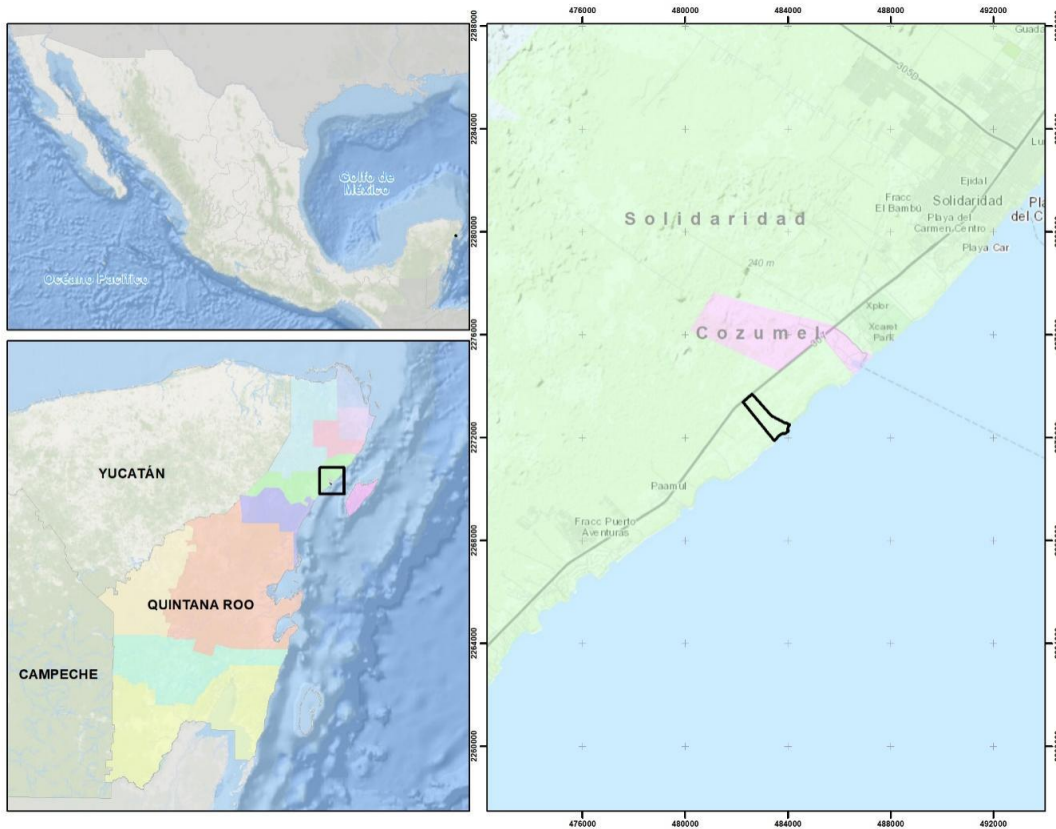 Golfo de
México
Océano Pacífico
YUCATÁN
QUINTANA ROO
CAMPECHE
476000
480000
484000
488000
492000
2288000
2284000
2280000
2276000
2272000
2268000
2264000
2260000
305D
Ejidal
Fracc
El Bambú
Solidaridad
Playa del
Carmen Centro
del C
Playa Car
Solidaridad
240 m
Xplor
Cozumel
Xcaret
Park
Paamul
Fracc Puerto
Aventuras
476000
480000
484000
488000
492000